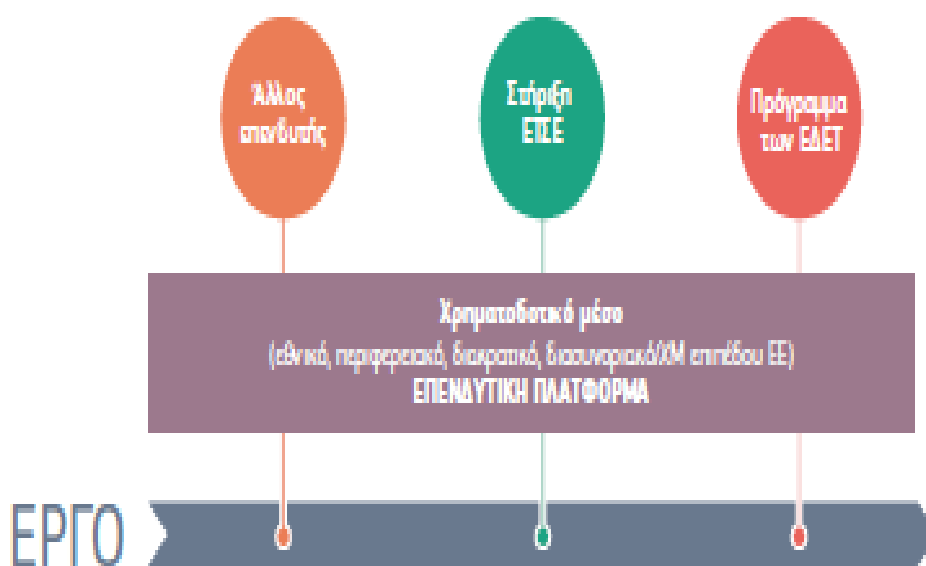 Άλλος
επενδυτής
Στήριξη
ΕΤΣΕ
Πρόγραμμα
των ΕΔΕΤ
Χρηματοδοτικό μέσο
(εθνικό, περιφερειακό, διακρατικό, διασυνοριακό/ΧΜ επιπέδου ΕΕ)
ΕΠΕΝΔΥΤΙΚΗ ΠΛΑΤΦΟΡΜΑ
ΕΡΓΟ